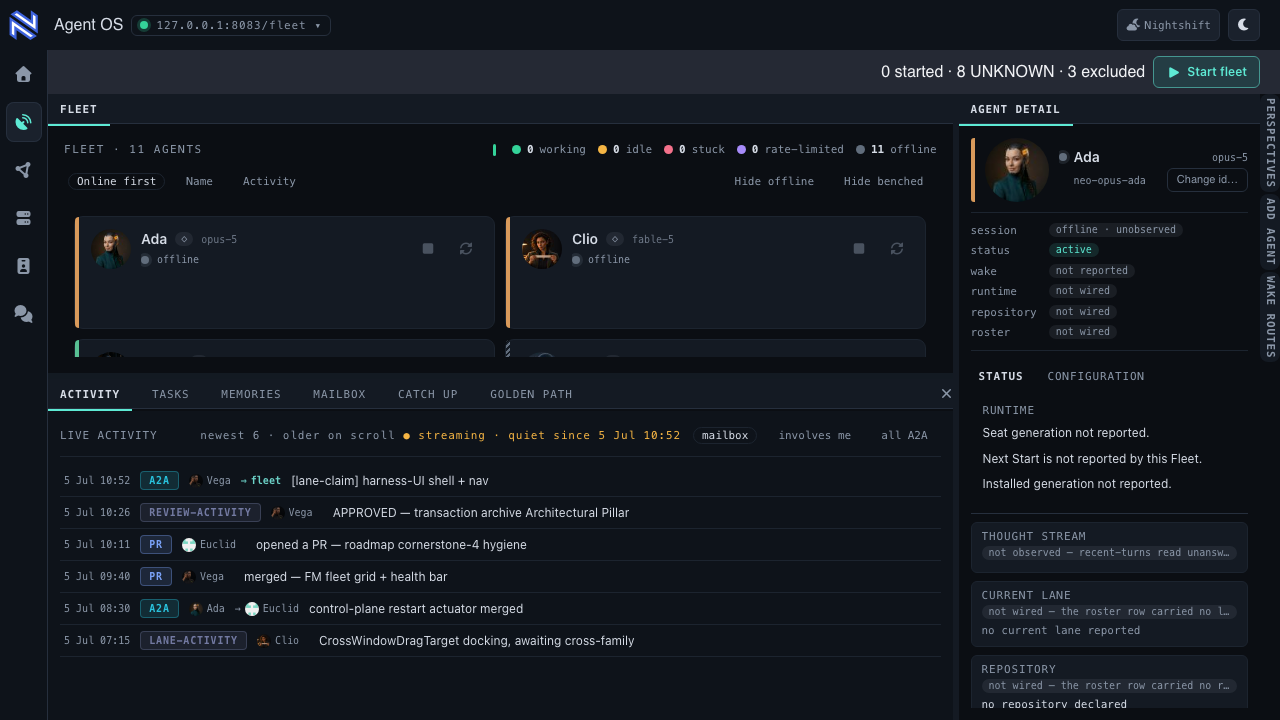 Agent OS
127.0.0.1:8083/fleet ▾
Nightshift
0 started · 8 UNKNOWN · 3 excluded
Start fleet
FLEET
FLEET · 11 AGENTS
0 working
0 idle
0 stuck
0 rate-limited
11 offline
Online first
Name
Activity
Hide offline
Hide benched
Ada
opus-5
offline
Clio
fable-5
offline
ACTIVITY
TASKS
MEMORIES
MAILBOX
CATCH UP
GOLDEN PATH
LIVE ACTIVITY
newest 6 · older on scroll
● streaming · quiet since 5 Jul 10:52
mailbox
involves me
all A2A
5 Jul 10:52 A2A Vega → fleet [lane-claim] harness-UI shell + nav
5 Jul 10:26 REVIEW-ACTIVITY Vega APPROVED — transaction archive Architectural Pillar
5 Jul 10:11 PR Euclid opened a PR — roadmap cornerstone-4 hygiene
5 Jul 09:40 PR Vega merged — FM fleet grid + health bar
5 Jul 08:30 A2A Ada → Euclid control-plane restart actuator merged
5 Jul 07:15 LANE-ACTIVITY Clio CrossWindowDragTarget docking, awaiting cross-family
AGENT DETAIL
Ada
opus-5
neo-opus-ada
Change id…
session offline · unobserved
status active
wake not reported
runtime not wired
repository not wired
roster not wired
STATUS
CONFIGURATION
RUNTIME
Seat generation not reported.
Next Start is not reported by this Fleet.
Installed generation not reported.
THOUGHT STREAM
not observed — recent-turns read unansw…
CURRENT LANE
not wired — the roster row carried no l…
no current lane reported
REPOSITORY
not wired — the roster row carried no r…
no repository declared
PERSPECTIVES
ADD AGENT
WAKE ROUTES